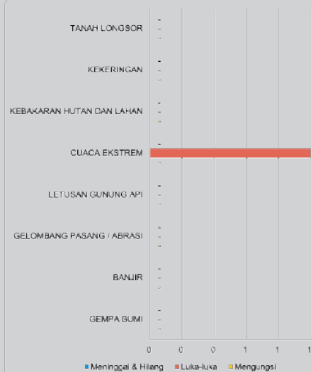 TANAH LONGSOR
-
-
KEKERINGAN
-
-
KEBAKARAN HUTAN DAN LAHAN
-
-
CUACA EKSTREM
-
-
LETUSAN GUNUNG API
-
-
GELOMBANG PASANG / ABRASI
-
-
BANJIR
-
-
GEMPA BUMI
-
-
0 0 0 1 1 1
Meninggal & Hilang Luka-luka Mengungsi